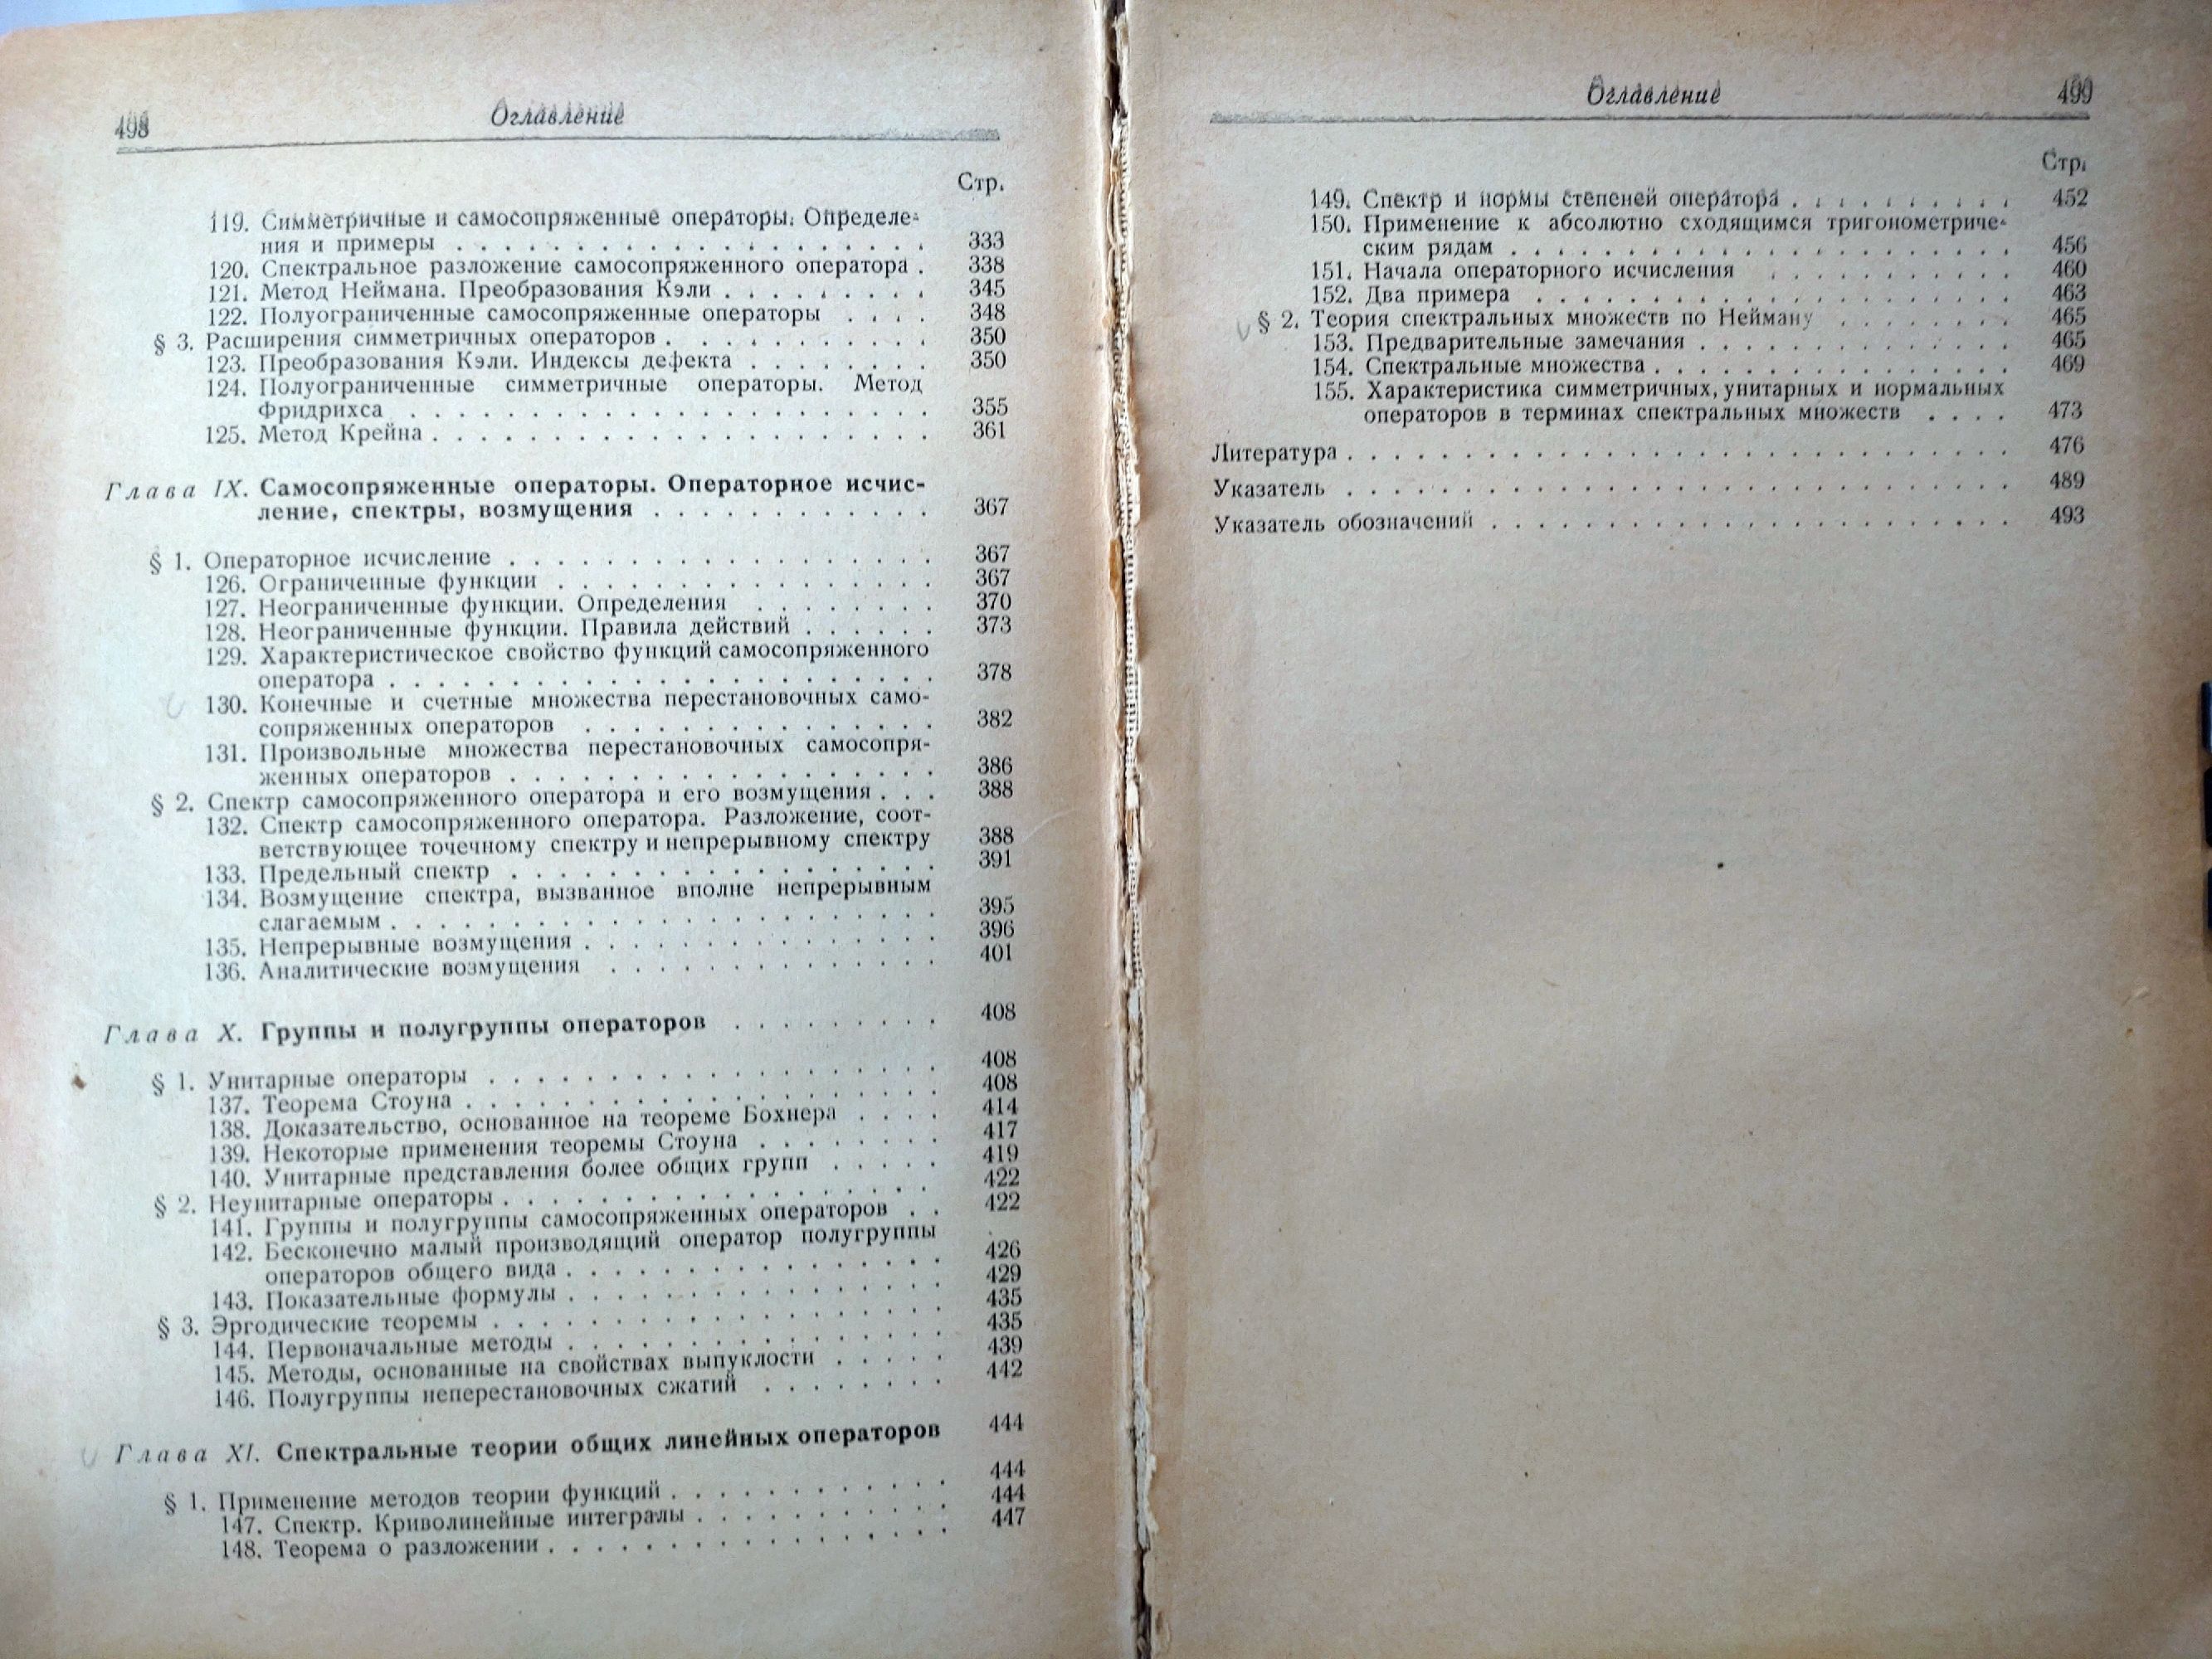 498
Оглавление
Стр.
119. Симметричные и самосопряженные операторы. Определе-
ния и примеры . . . . . . . . . . . . . . . . . . 333
120. Спектральное разложение самосопряженного оператора . 338
121. Метод Неймана. Преобразования Кэли . . . . . . . . . 345
122. Полуограниченные самосопряженные операторы . . . . 348
§ 3. Расширения симметричных операторов . . . . . . . . . . 350
123. Преобразования Кэли. Индексы дефекта . . . . . . . . 350
124. Полуограниченные симметричные операторы. Метод
Фридрихса . . . . . . . . . . . . . . . . . . . . 355
125. Метод Крейна . . . . . . . . . . . . . . . . . . . 361
Глава IX. Самосопряженные операторы. Операторное исчис-
ление, спектры, возмущения . . . . . . . . . . . . 367
§ 1. Операторное исчисление . . . . . . . . . . . . . . . . 367
126. Ограниченные функции . . . . . . . . . . . . . . . 367
127. Неограниченные функции. Определения . . . . . . . . 370
128. Неограниченные функции. Правила действий . . . . . . 373
129. Характеристическое свойство функций самосопряженного
оператора . . . . . . . . . . . . . . . . . . . . . 378
130. Конечные и счетные множества перестановочных само-
сопряженных операторов . . . . . . . . . . . . . . 382
131. Произвольные множества перестановочных самосопря-
женных операторов . . . . . . . . . . . . . . . . . 386
§ 2. Спектр самосопряженного оператора и его возмущения . . . 388
132. Спектр самосопряженного оператора. Разложение, соот-
ветствующее точечному спектру и непрерывному спектру 388
133. Предельный спектр . . . . . . . . . . . . . . . . . 391
134. Возмущение спектра, вызванное вполне непрерывным
слагаемым . . . . . . . . . . . . . . . . . . . . . 395
135. Непрерывные возмущения . . . . . . . . . . . . . . 396
136. Аналитические возмущения . . . . . . . . . . . . . . 401
Глава X. Группы и полугруппы операторов . . . . . . . . . 408
§ 1. Унитарные операторы . . . . . . . . . . . . . . . . . 408
137. Теорема Стоуна . . . . . . . . . . . . . . . . . . 408
138. Доказательство, основанное на теореме Бохнера . . . . 414
139. Некоторые применения теоремы Стоуна . . . . . . . . 417
140. Унитарные представления более общих групп . . . . . 419
§ 2. Неунитарные операторы . . . . . . . . . . . . . . . . 422
141. Группы и полугруппы самосопряженных операторов . . 422
142. Бесконечно малый производящий оператор полугруппы
операторов общего вида . . . . . . . . . . . . . . . 426
143. Показательные формулы . . . . . . . . . . . . . . . 429
§ 3. Эргодические теоремы . . . . . . . . . . . . . . . . . 435
144. Первоначальные методы . . . . . . . . . . . . . . . 435
145. Методы, основанные на свойствах выпуклости . . . . . 439
146. Полугруппы неперестановочных сжатий . . . . . . . . 442
Глава XI. Спектральные теории общих линейных операторов 444
§ 1. Применение методов теории функций . . . . . . . . . . . 444
147. Спектр. Криволинейные интегралы . . . . . . . . . . 444
148. Теорема о разложении . . . . . . . . . . . . . . . . 447
Оглавление
499
Стр.
149. Спектр и нормы степеней оператора . . . . . . . . . 452
150. Применение к абсолютно сходящимся тригонометриче-
ским рядам . . . . . . . . . . . . . . . . . . . . 456
151. Начала операторного исчисления . . . . . . . . . . 460
152. Два примера . . . . . . . . . . . . . . . . . . . 463
§ 2. Теория спектральных множеств по Нейману . . . . . . . 465
153. Предварительные замечания . . . . . . . . . . . . . 465
154. Спектральные множества . . . . . . . . . . . . . . . 469
155. Характеристика симметричных, унитарных и нормальных
операторов в терминах спектральных множеств . . . . 473
Литература . . . . . . . . . . . . . . . . . . . . . . . . . 476
Указатель . . . . . . . . . . . . . . . . . . . . . . . . . 489
Указатель обозначений . . . . . . . . . . . . . . . . . . . . 493